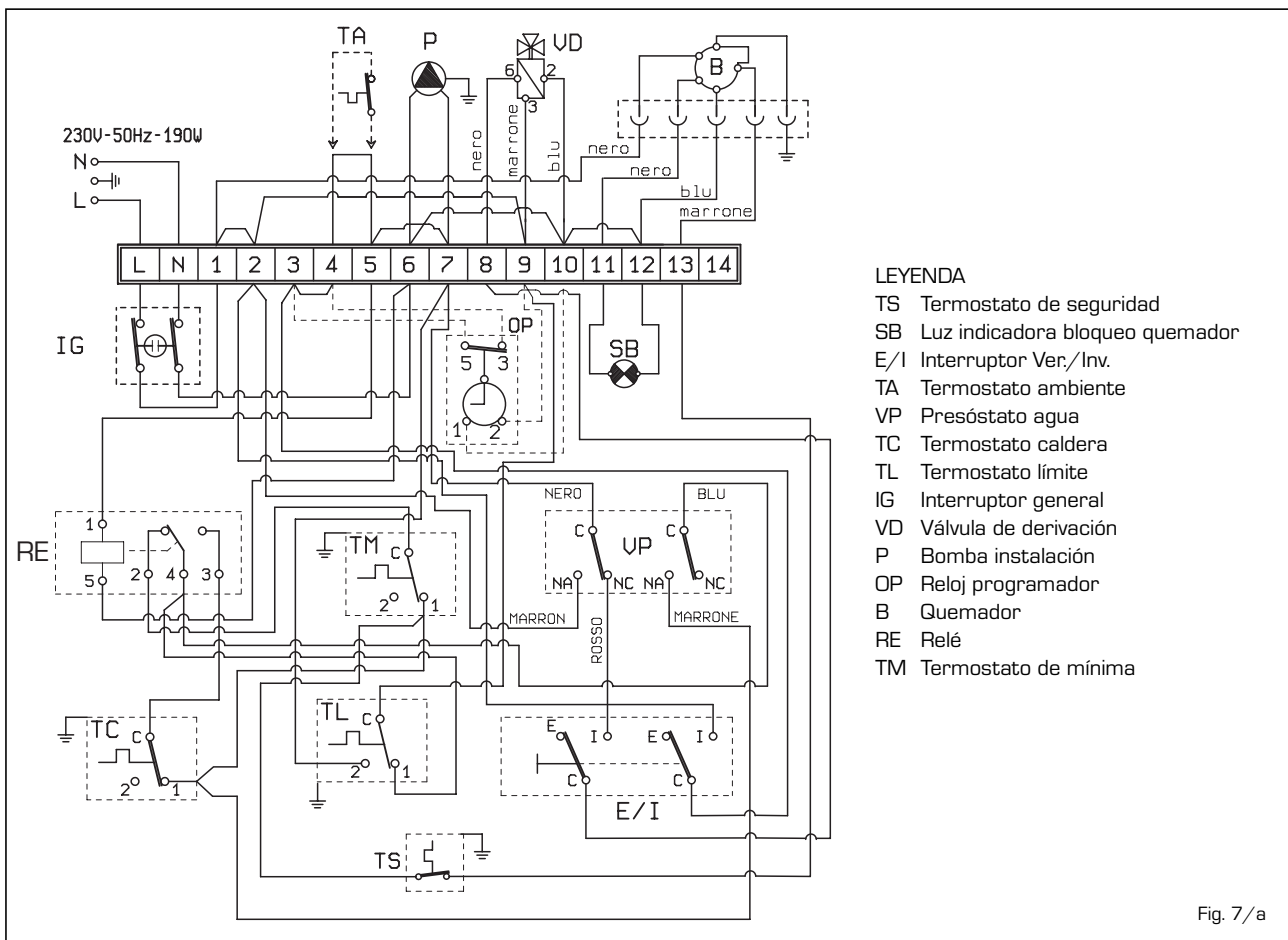 TA
P
VD
6
2
3
B
230V-50Hz-190W
nero
marrone
blu
nero
N
nero
L
blu
marrone
L N 1 2 3 4 5 6 7 8 9 10 11 12 13 14
IG
OP
5 3
SB
1 2
NERO
BLU
RE
1
5 2 4 3
TM
C
2 1
C VP C
NA NC NA NC
MARRON
MARRONE
ROSSO
TC
C
2 1
TL
C
2 1
E I E I
C C
E/I
TS
LEYENDA
TS Termostato de seguridad
SB Luz indicadora bloqueo quemador
E/I Interruptor Ver./Inv.
TA Termostato ambiente
VP Presóstato agua
TC Termostato caldera
TL Termostato límite
IG Interruptor general
VD Válvula de derivación
P Bomba instalación
OP Reloj programador
B Quemador
RE Relé
TM Termostato de mínima
Fig. 7/a